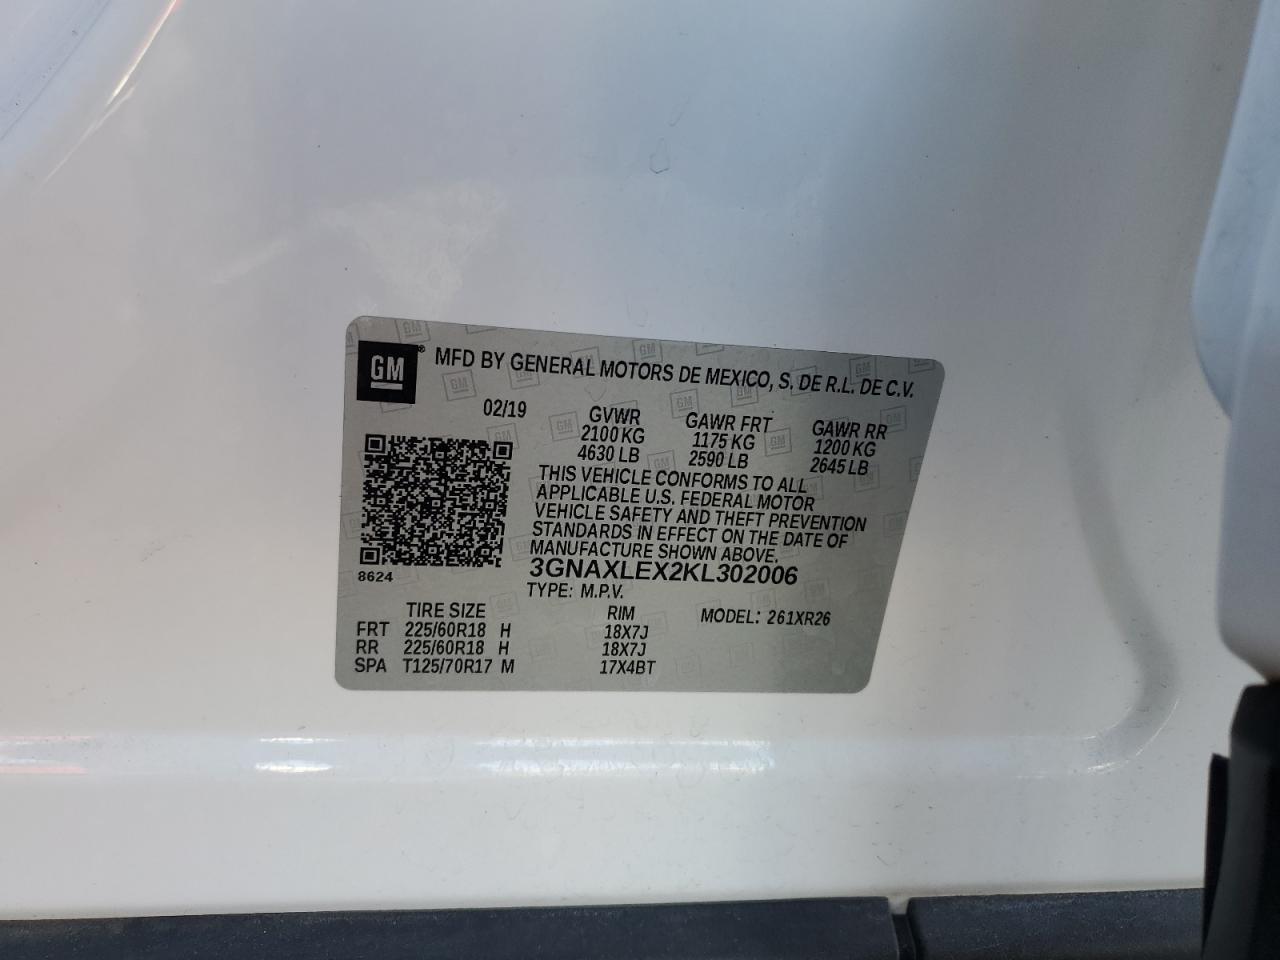 GM® MFD BY GENERAL MOTORS DE MEXICO, S. DE R.L. DE C.V.
02/19 GVWR GAWR FRT GAWR RR
2100 KG 1175 KG 1200 KG
4630 LB 2590 LB 2645 LB
THIS VEHICLE CONFORMS TO ALL
APPLICABLE U.S. FEDERAL MOTOR
VEHICLE SAFETY AND THEFT PREVENTION
STANDARDS IN EFFECT ON THE DATE OF
MANUFACTURE SHOWN ABOVE.
8624 3GNAXLEX2KL302006
TYPE: M.P.V.
TIRE SIZE RIM MODEL: 261XR26
FRT 225/60R18 H 18X7J
RR 225/60R18 H 18X7J
SPA T125/70R17 M 17X4BT